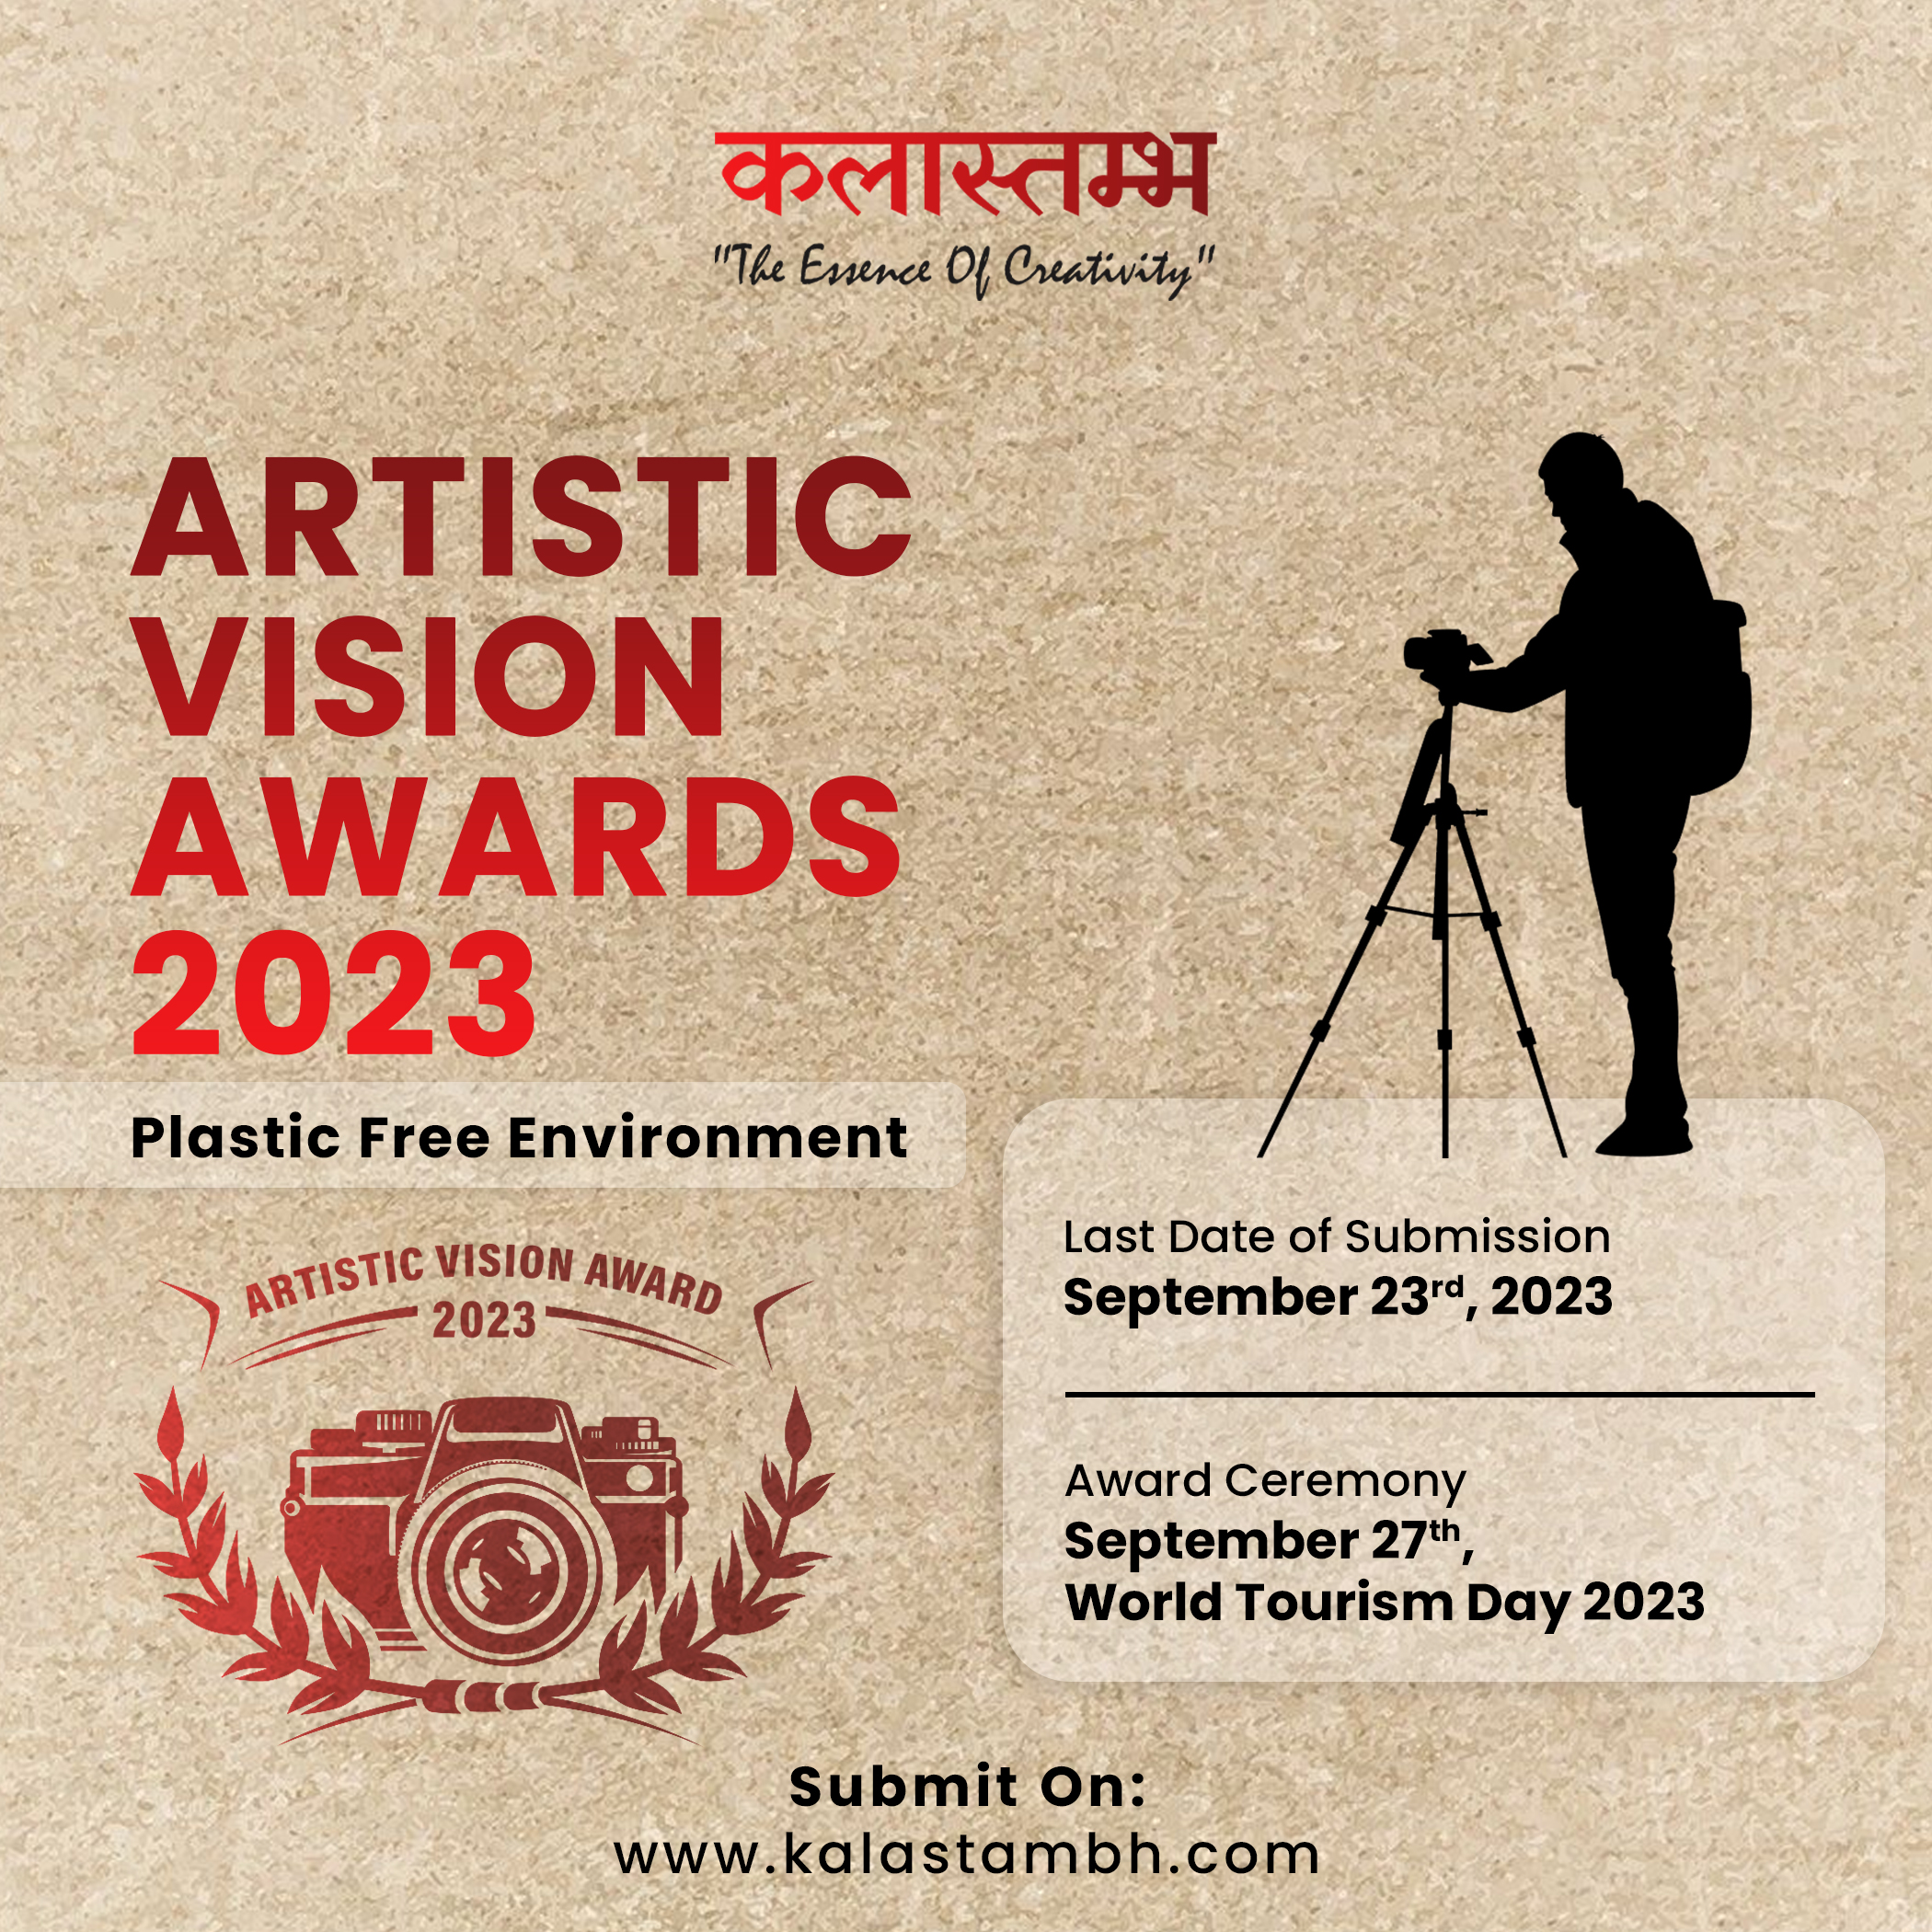 कलास्तम्भ
"The Essence Of Creativity"
ARTISTIC
VISION
AWARDS
2023
Plastic Free Environment
ARTISTIC VISION AWARD
2023
Last Date of Submission
September 23rd, 2023
Award Ceremony
September 27th,
World Tourism Day 2023
Submit On:
www.kalastambh.com